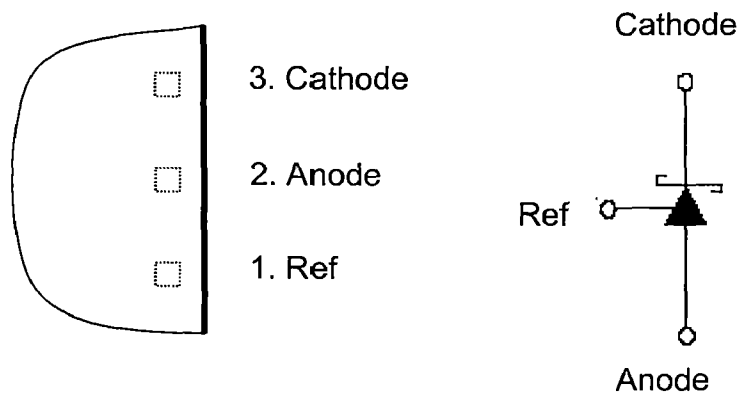 3. Cathode
2. Anode
1. Ref
Cathode
Ref
Anode